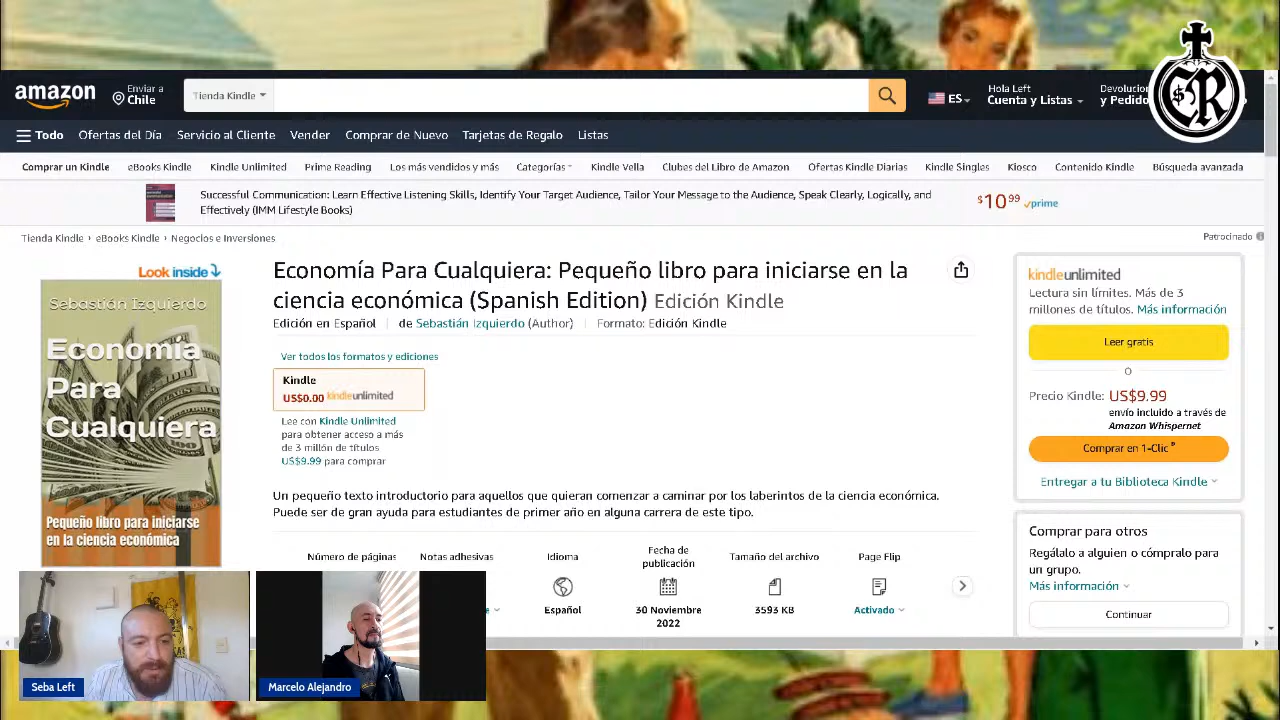 amazon
Enviar a
Chile
Tienda Kindle
ES
Hola Left
Cuenta y Listas
Devolucion
y Pedido
$ R
Todo
Ofertas del Día
Servicio al Cliente
Vender
Comprar de Nuevo
Tarjetas de Regalo
Listas
Comprar un Kindle
eBooks Kindle
Kindle Unlimited
Prime Reading
Los más vendidos y más
Categorías
Kindle Vella
Clubes del Libro de Amazon
Ofertas Kindle Diarias
Kindle Singles
Kiosco
Contenido Kindle
Búsqueda avanzada
Successful Communication: Learn Effective Listening Skills, Identify Your Target Audience, Tailor Your Message to the Audience, Speak Clearly, Logically, and
Effectively (IMM Lifestyle Books)
$10 99 prime
Tienda Kindle › eBooks Kindle › Negocios e Inversiones
Patrocinado
Look inside
Sebastián Izquierdo
Economía
Para
Cualquiera
Pequeño libro para iniciarse
en la ciencia económica
Economía Para Cualquiera: Pequeño libro para iniciarse en la
ciencia económica (Spanish Edition) Edición Kindle
Edición en Español | de Sebastián Izquierdo (Author) | Formato: Edición Kindle
Ver todos los formatos y ediciones
Kindle
US$0.00 kindleunlimited
Lee con Kindle Unlimited
para obtener acceso a más
de 3 millón de títulos
US$9.99 para comprar
Un pequeño texto introductorio para aquellos que quieran comenzar a caminar por los laberintos de la ciencia económica.
Puede ser de gran ayuda para estudiantes de primer año en alguna carrera de este tipo.
Número de páginas
Notas adhesivas
Idioma
Español
Fecha de
publicación
30 Noviembre
2022
Tamaño del archivo
3593 KB
Page Flip
Activado
kindleunlimited
Lectura sin límites. Más de 3
millones de títulos. Más información
Leer gratis
O
Precio Kindle: US$9.99
envío incluido a través de
Amazon Whispernet
Comprar en 1-Clic®
Entregar a tu Biblioteca Kindle
Comprar para otros
Regálalo a alguien o cómpralo para
un grupo.
Más información
Continuar
Seba Left
Marcelo Alejandro